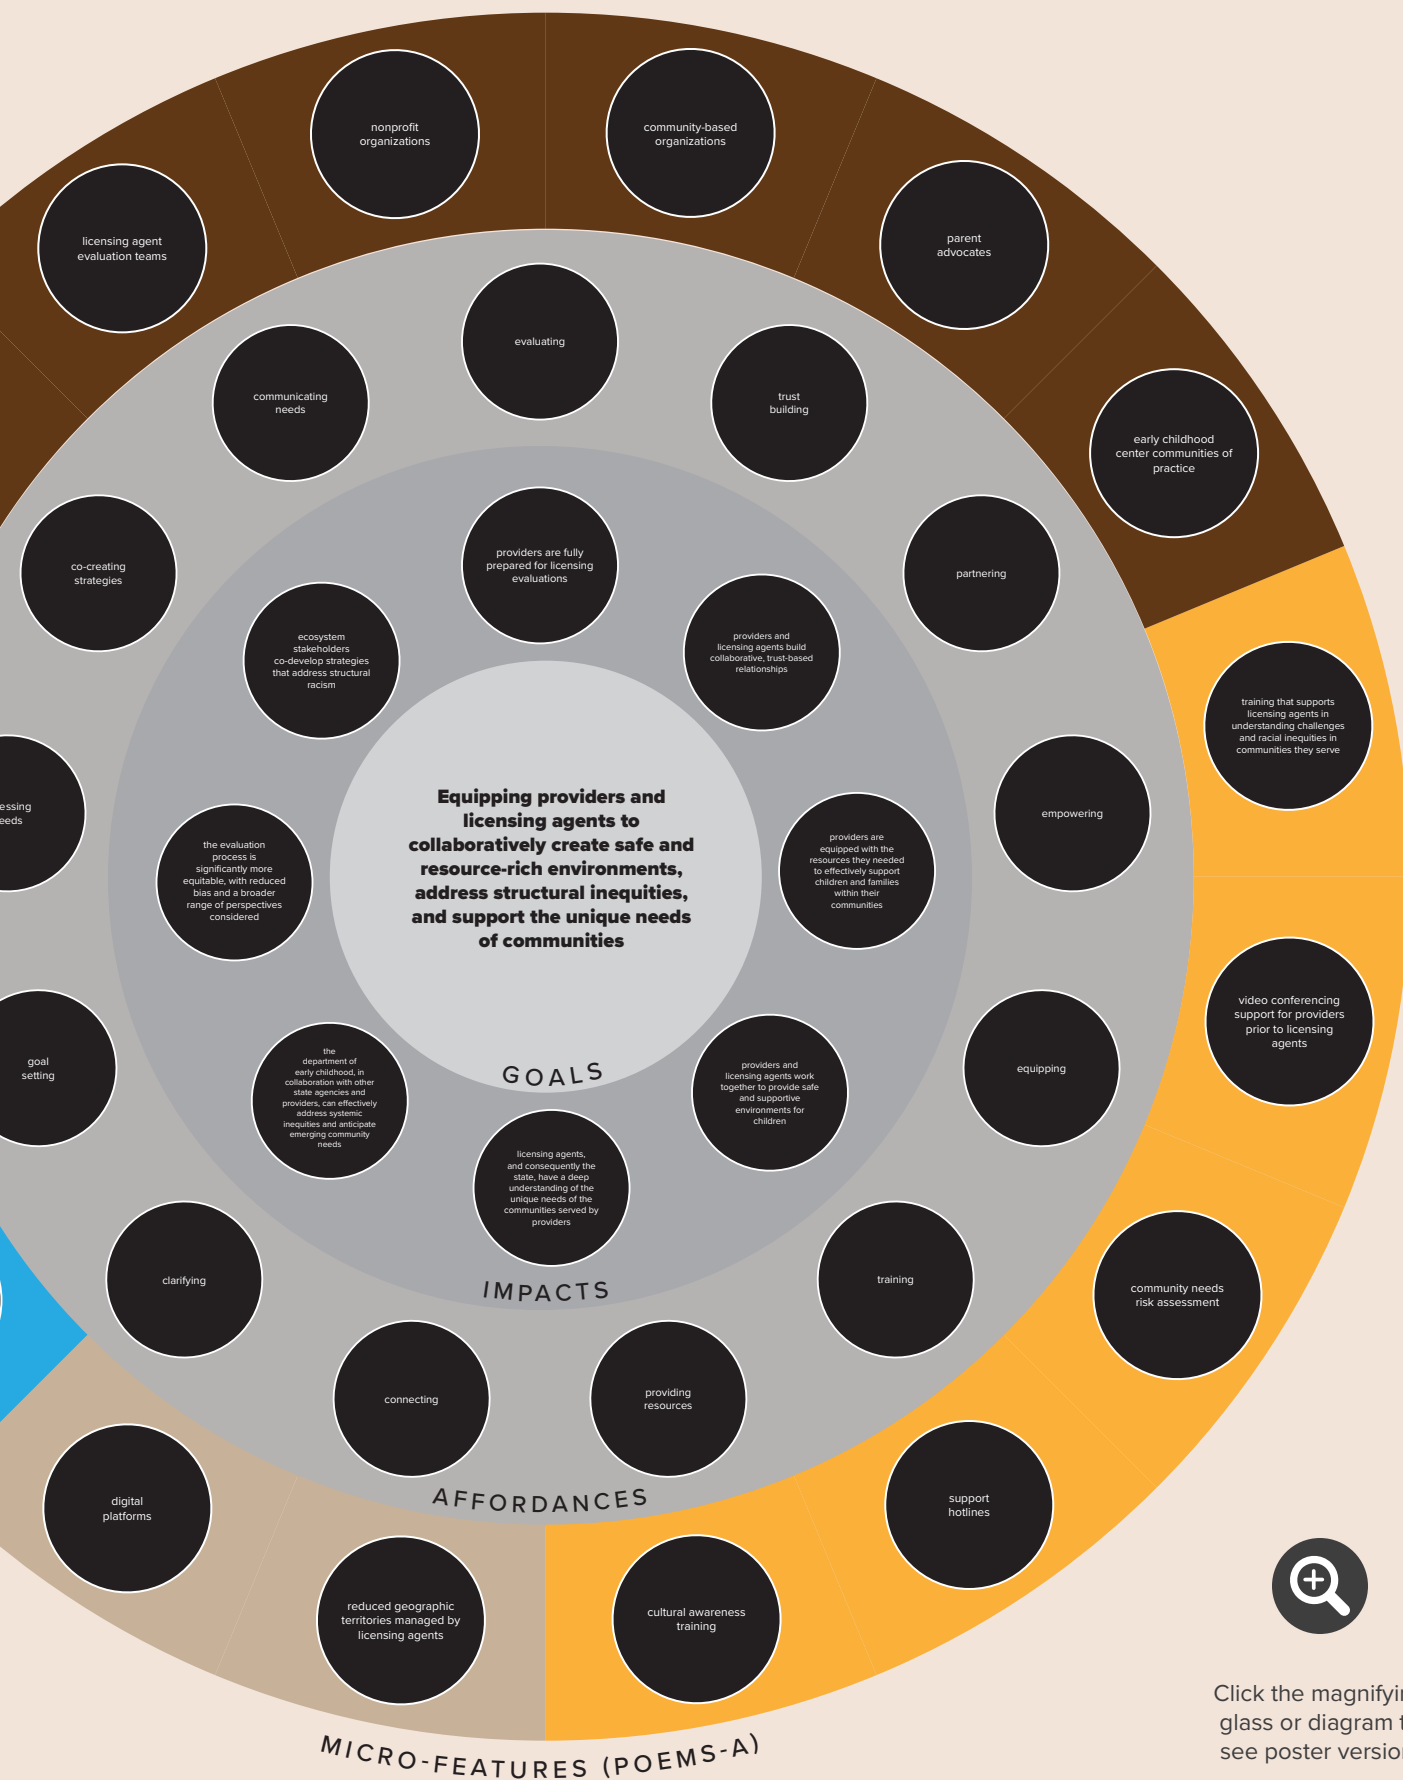 nonprofit
organizations
community-based
organizations
licensing agent
evaluation teams
parent
advocates
early childhood
center communities of
practice
evaluating
communicating
needs
trust
building
co-creating
strategies
partnering
providers are fully
prepared for licensing
evaluations
ecosystem
stakeholders
co-develop strategies
that address structural
racism
providers and
licensing agents build
collaborative, trust-based
relationships
training that supports
licensing agents in
understanding challenges
and racial inequities in
communities they serve
empowering
the evaluation
process is
significantly more
equitable, with reduced
bias and a broader
range of perspectives
considered
Equipping providers and
licensing agents to
collaboratively create safe and
resource-rich environments,
address structural inequities,
and support the unique needs
of communities
providers are
equipped with the
resources they needed
to effectively support
children and families
within their
communities
video conferencing
support for providers
prior to licensing
agents
goal
setting
equipping
GOALS
the
department of
early childhood, in
collaboration with other
state agencies and
providers, can effectively
address systemic
inequities and anticipate
emerging community
needs
providers and
licensing agents work
together to provide safe
and supportive
environments for
children
licensing agents,
and consequently the
state, have a deep
understanding of the
unique needs of the
communities served by
providers
IMPACTS
clarifying
training
community needs
risk assessment
connecting
providing
resources
AFFORDANCES
digital
platforms
support
hotlines
reduced geographic
territories managed by
licensing agents
cultural awareness
training
MICRO-FEATURES (POEMS-A)
Click the
glass or diagram
see poster